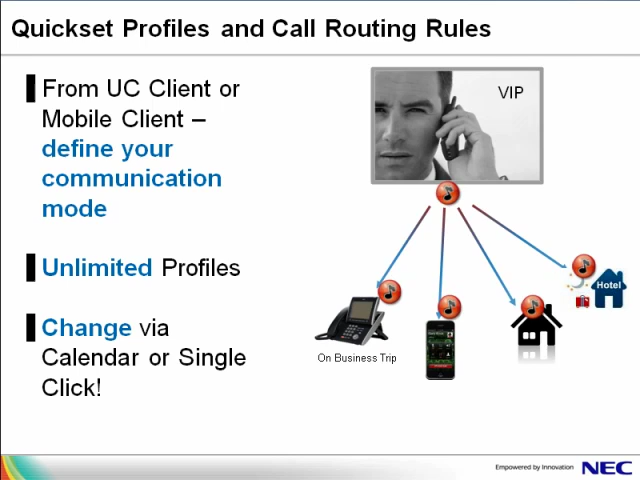 Quickset Profiles and Call Routing Rules
From UC Client or
Mobile Client –
define your
communication
mode
Unlimited Profiles
Change via
Calendar or Single
Click!
VIP
Hotel
On Business Trip
Empowered by Innovation NEC